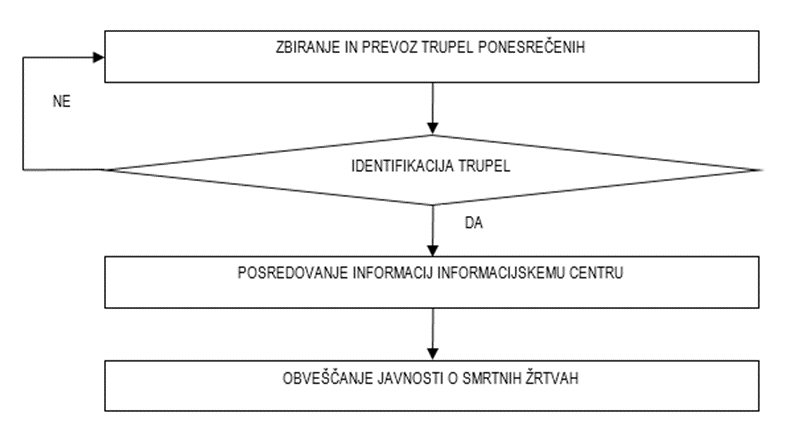 ZBIRANJE IN PREVOZ TRUPEL PONESREČENIH
NE
IDENTIFIKACIJA TRUPEL
DA
POSREDOVANJE INFORMACIJ INFORMACIJSKEMU CENTRU
OBVEŠČANJE JAVNOSTI O SMRTNIH ŽRTVAH